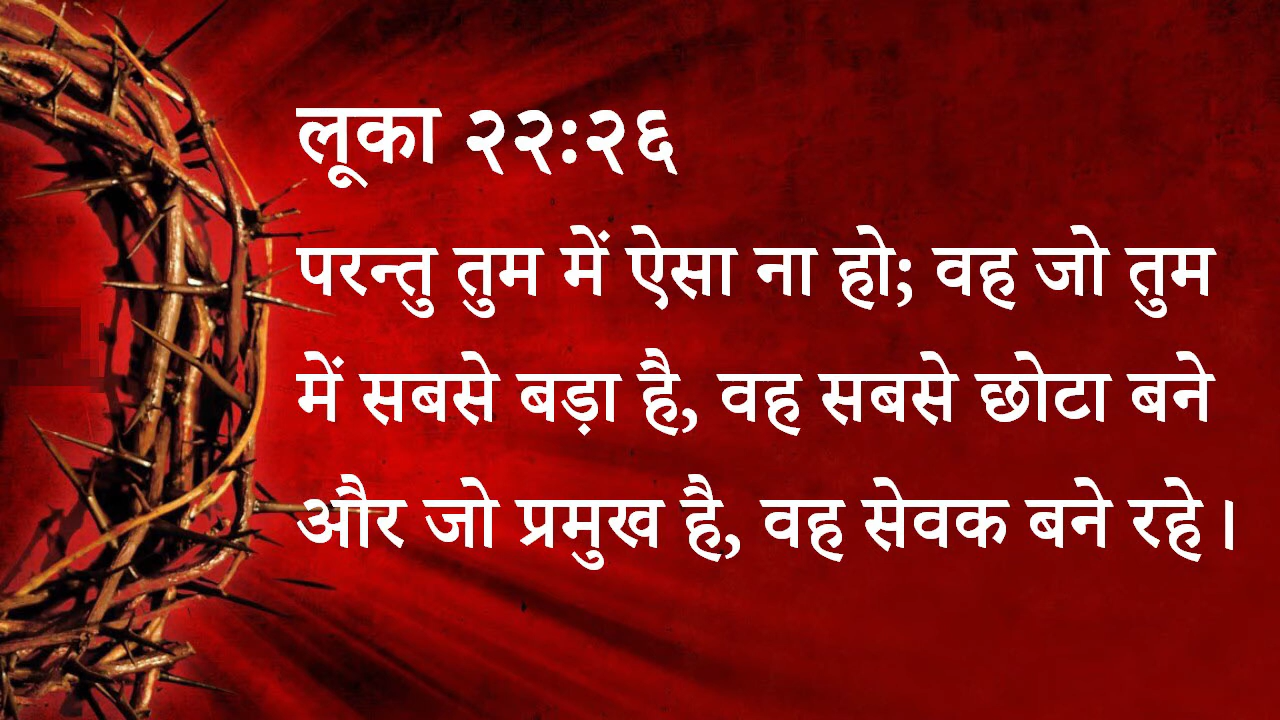 लूका २२:२६
परन्तु तुम में ऐसा ना हो; वह जो तुम
में सबसे बड़ा है, वह सबसे छोटा बने
और जो प्रमुख है, वह सेवक बने रहे।